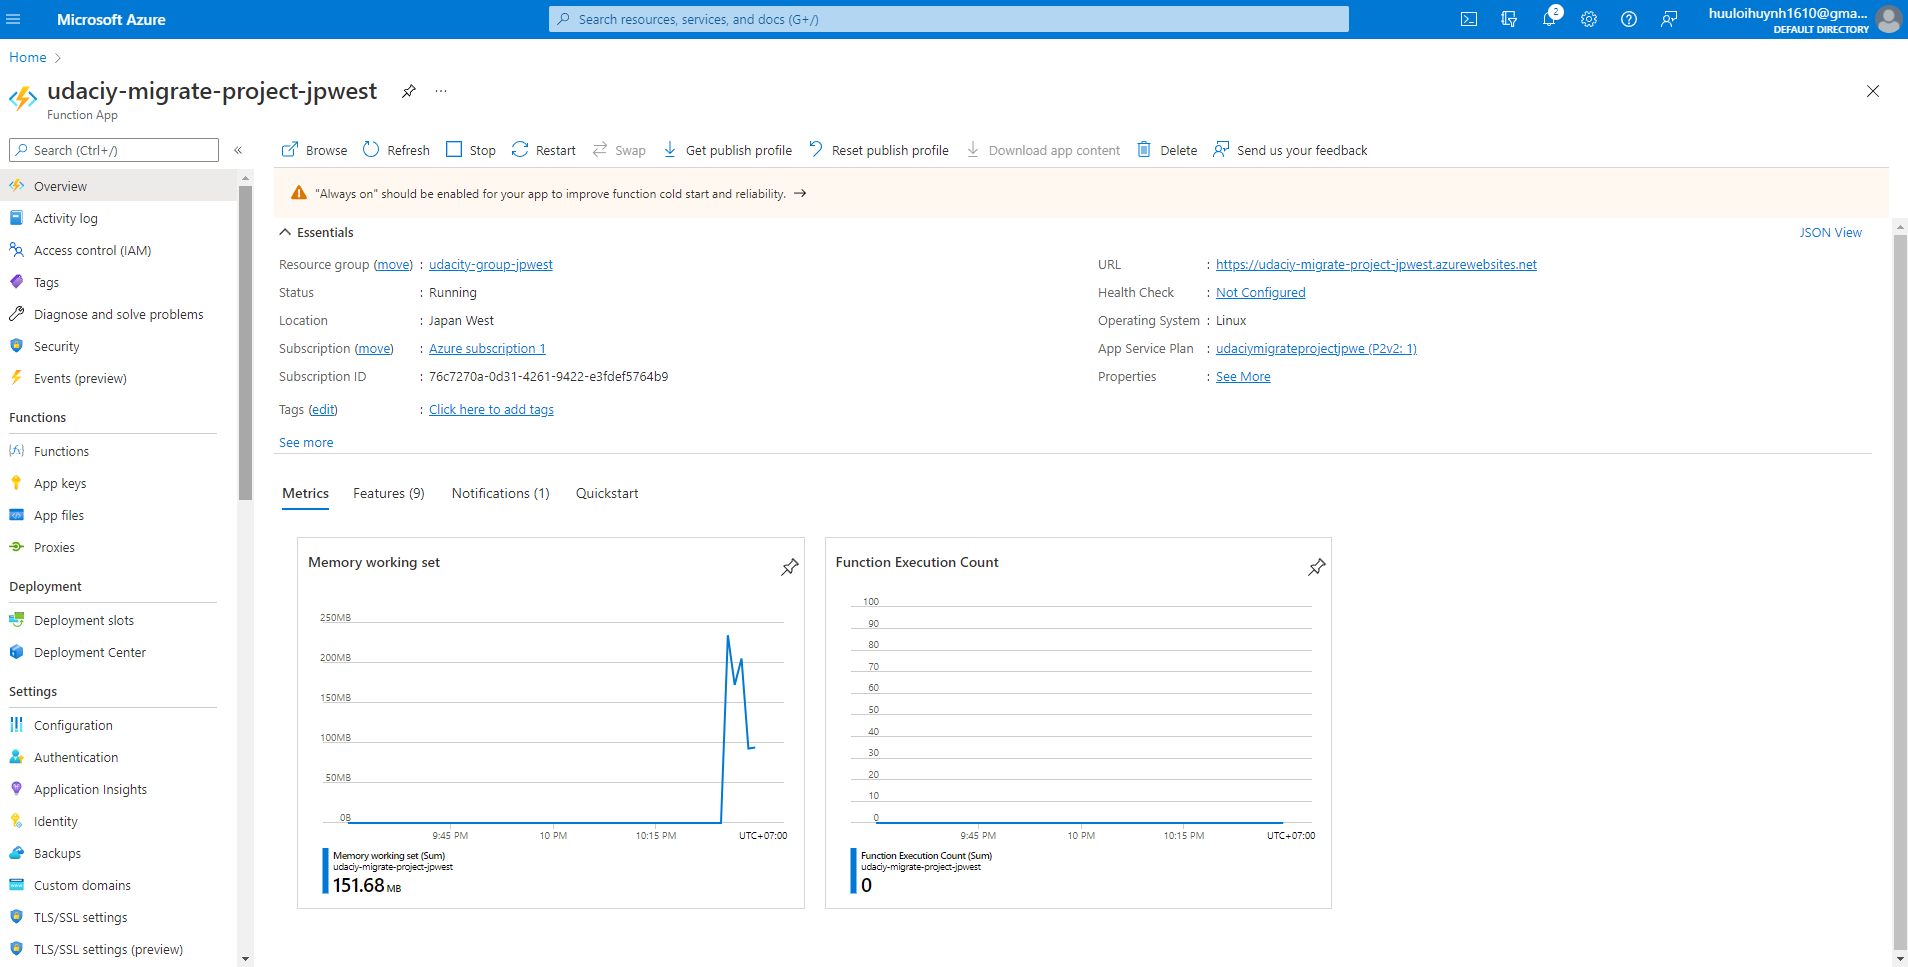 Microsoft Azure
Search resources, services, and docs (G+/)
2
huuloihuynh1610@gma...
DEFAULT DIRECTORY
Home
udaciy-migrate-project-jpwest
...
Function App
Search (Ctrl+/)
«
Browse
Refresh
Stop
Restart
Swap
Get publish profile
Reset publish profile
Download app content
Delete
Send us your feedback
Overview
Activity log
Access control (IAM)
Tags
Diagnose and solve problems
Security
Events (preview)
Functions
Functions
App keys
App files
Proxies
Deployment
Deployment slots
Deployment Center
Settings
Configuration
Authentication
Application Insights
Identity
Backups
Custom domains
TLS/SSL settings
TLS/SSL settings (preview)
"Always on" should be enabled for your app to improve function cold start and reliability. →
Essentials
JSON View
Resource group (move) : udacity-group-jpwest
Status : Running
Location : Japan West
Subscription (move) : Azure subscription 1
Subscription ID : 76c7270a-0d31-4261-9422-e3fdef5764b9
Tags (edit) : Click here to add tags
See more
URL : https://udaciy-migrate-project-jpwest.azurewebsites.net
Health Check : Not Configured
Operating System : Linux
App Service Plan : udaciymigrateprojectjpwe (P2v2: 1)
Properties : See More
Metrics
Features (9)
Notifications (1)
Quickstart
Memory working set
250MB
200MB
150MB
100MB
50MB
0B
9:45 PM
10 PM
10:15 PM
UTC+07:00
Memory working set (Sum)
udaciy-migrate-project-jpwest
151.68 MB
Function Execution Count
100
90
80
70
60
50
40
30
20
10
0
9:45 PM
10 PM
10:15 PM
UTC+07:00
Function Execution Count (Sum)
udaciy-migrate-project-jpwest
0